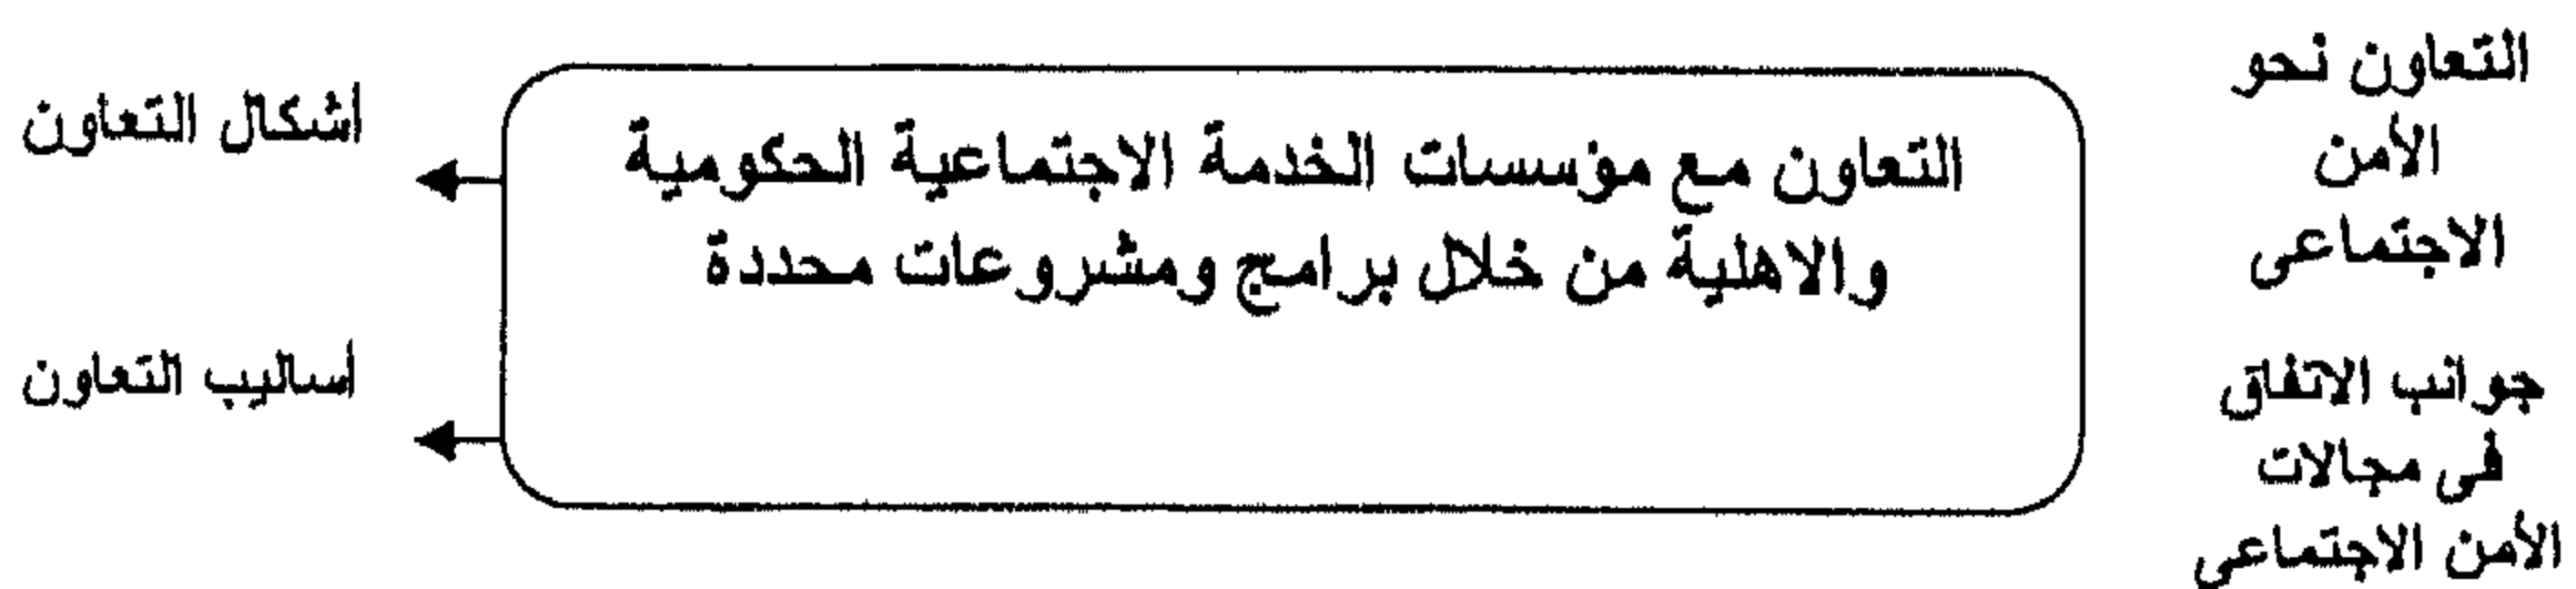 التعاون نحو
الأمن
الاجتماعى
جوانب الاتفاق
فى مجالات
الأمن الاجتماعى
التعاون مع مؤسسات الخدمة الاجتماعية الحكومية
والاهلية من خلال برامج ومشروعات محددة
أشكال التعاون
أساليب التعاون